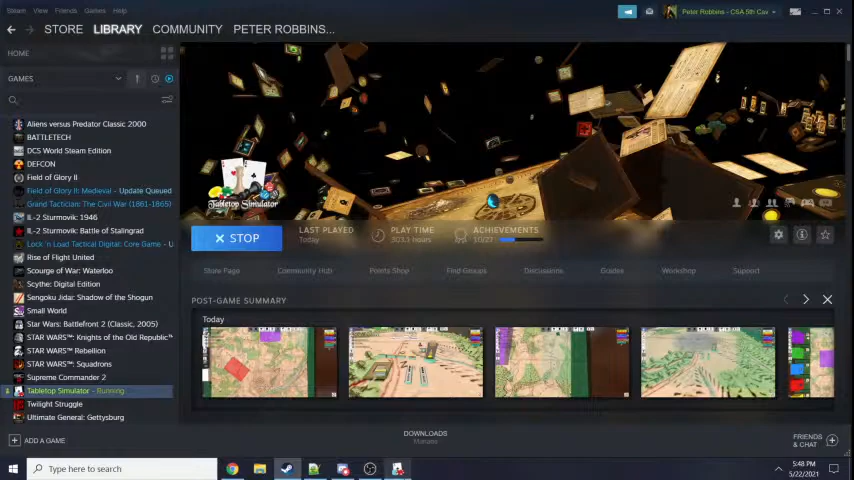 Steam View Friends Games Help
Peter Robbins - CSA 5th Cav
STORE LIBRARY COMMUNITY PETER ROBBINS...
HOME
GAMES
Aliens versus Predator Classic 2000
BATTLETECH
DCS World Steam Edition
DEFCON
Field of Glory II
Field of Glory II: Medieval - Update Queued
Grand Tactician: The Civil War (1861-1865)
IL-2 Sturmovik: 1946
IL-2 Sturmovik: Battle of Stalingrad
Lock 'n Load Tactical Digital: Core Game - U
Rise of Flight United
Scourge of War: Waterloo
Scythe: Digital Edition
Sengoku Jidai: Shadow of the Shogun
Small World
Star Wars: Battlefront 2 (Classic, 2005)
STAR WARS™: Knights of the Old Republic™
STAR WARS™ Rebellion
STAR WARS™: Squadrons
Supreme Commander 2
Tabletop Simulator - Running
Twilight Struggle
Ultimate General: Gettysburg
ADD A GAME
Tabletop Simulator
STOP
LAST PLAYED
Today
PLAY TIME
ACHIEVEMENTS
Store Page Community Hub Points Shop Find Groups Discussions Guides Workshop Support
POST-GAME SUMMARY
Today
DOWNLOADS
Manage
FRIENDS
& CHAT
Type here to search
5:48 PM
5/22/2021